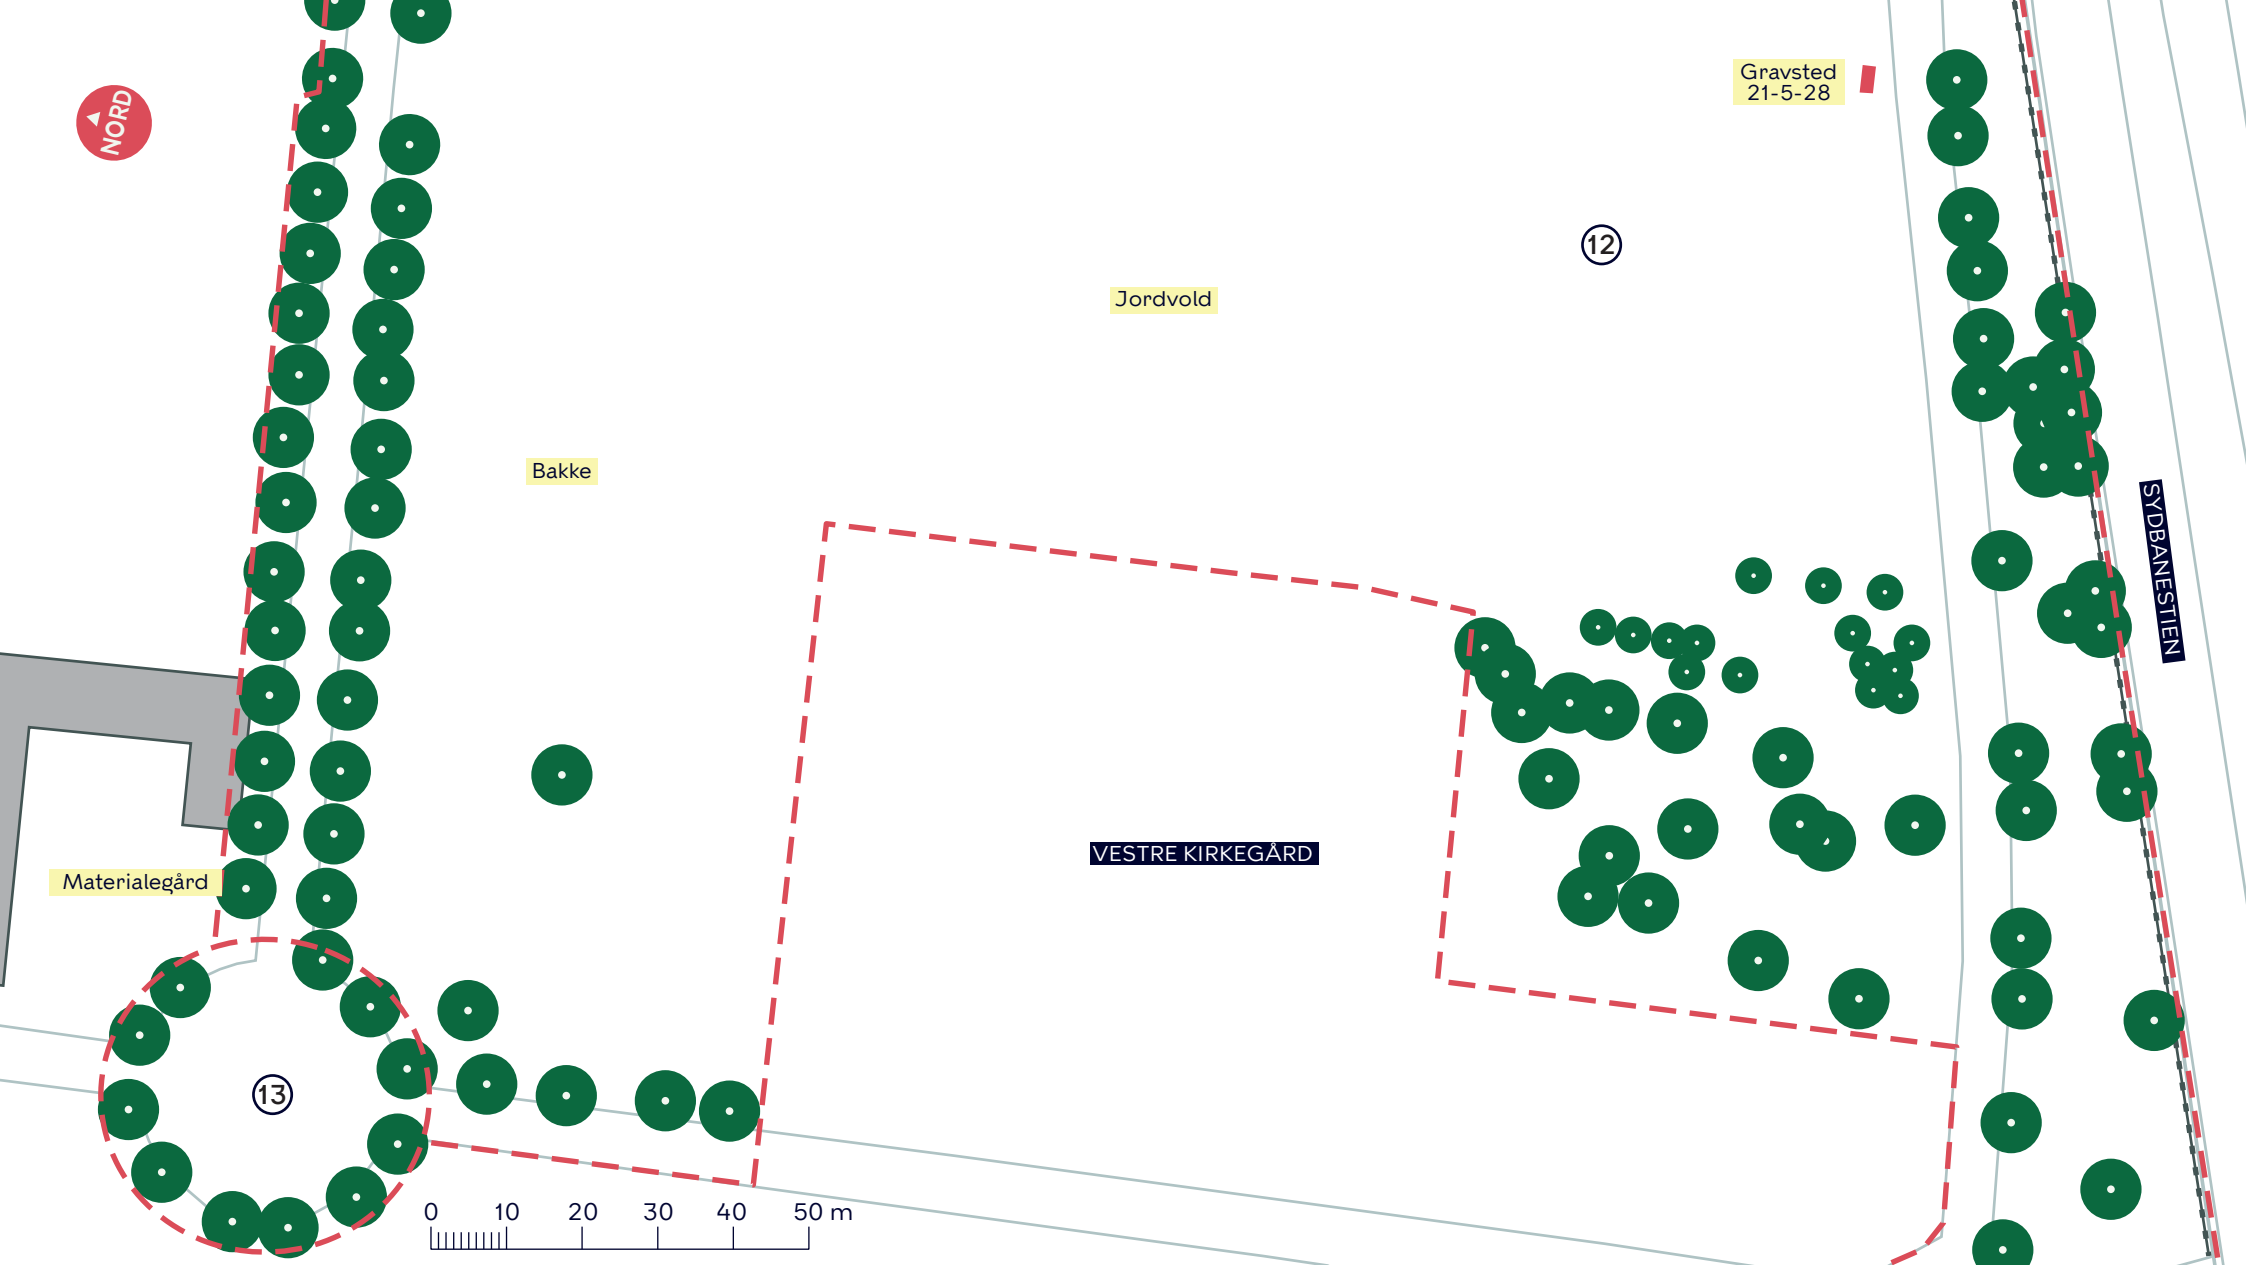 Gravsted
21-5-28
NORD
12
Jordvold
Bakke
SYDBANESTIEN
VESTRE KIRKEGÅRD
Materialegård
13
0 10 20 30 40 50 m